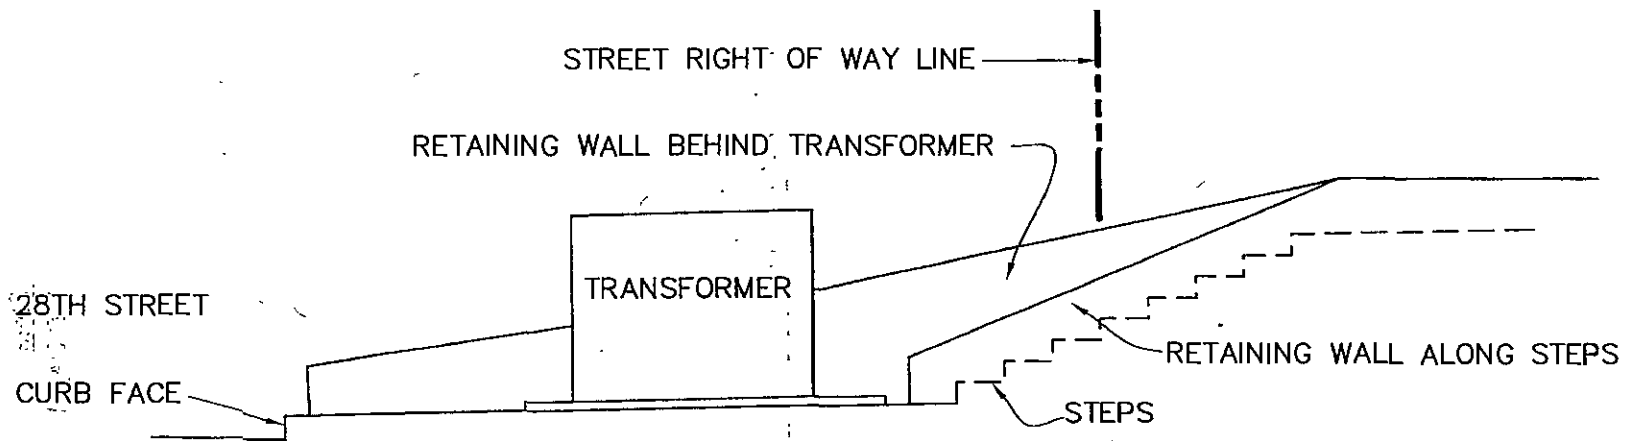 STREET RIGHT OF WAY LINE
RETAINING WALL BEHIND TRANSFORMER
TRANSFORMER
28TH STREET
RETAINING WALL ALONG STEPS
CURB FACE
STEPS